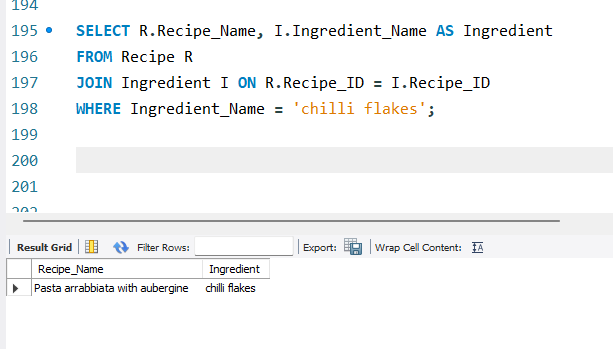 194
195 SELECT R.Recipe_Name, I.Ingredient_Name AS Ingredient
196 FROM Recipe R
197 JOIN Ingredient I ON R.Recipe_ID = I.Recipe_ID
198 WHERE Ingredient_Name = 'chilli flakes';
199
200
201
202
Result Grid Filter Rows: Export: Wrap Cell Content: IA
Recipe_Name Ingredient
Pasta arrabbiata with aubergine chilli flakes